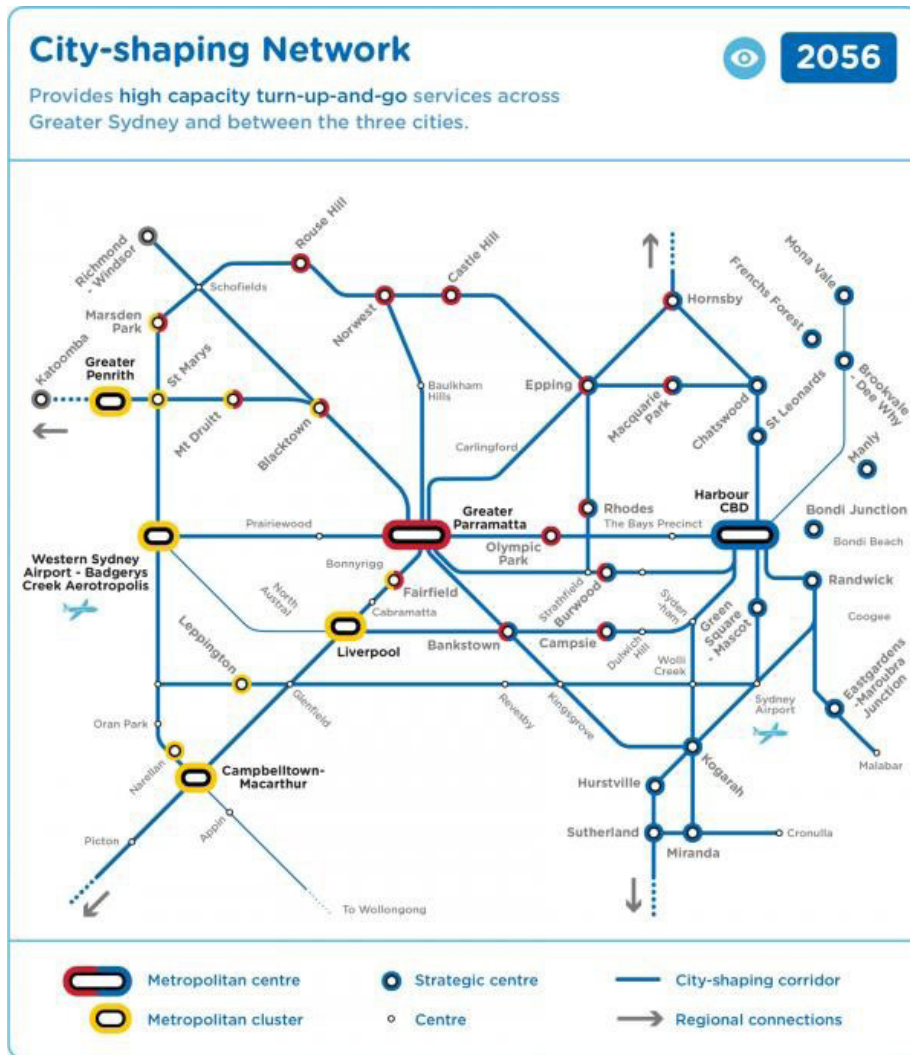 City-shaping Network
2056
Provides high capacity turn-up-and-go services across
Greater Sydney and between the three cities.
Richmond
- Windsor
Rouse Hill
Castle Hill
Mona Vale
Frenchs Forest
Schofields
Hornsby
Marsden
Park
Norwest
Katoomba
Greater
Penrith
St Marys
Baulkham
Hills
Epping
Macquarie
Park
Chatswood
St Leonards
Brookvale
- Dee Why
Mt Druitt
Blacktown
Carlingford
Manly
Greater
Parramatta
Rhodes
Harbour
CBD
Bondi Junction
Prairiewood
The Bays Precinct
Olympic
Park
Bondi Beach
Western Sydney
Airport - Badgerys
Creek Aerotropolis
Bonnyrigg
Fairfield
Strathfield
Burwood
Randwick
North
Austral
Cabramatta
Syden
-ham
Green
Square
- Mascot
Coogee
Leppington
Liverpool
Bankstown
Campsie
Dulwich
Hill
Wolli
Creek
Eastgardens
-Maroubra
Junction
Glenfield
Revesby
Kingsgrove
Sydney
Airport
Oran Park
Narellan
Campbelltown-
Macarthur
Kogarah
Malabar
Hurstville
Picton
Appin
Sutherland
Miranda
Cronulla
To Wollongong
Metropolitan centre
Strategic centre
City-shaping corridor
Metropolitan cluster
Centre
Regional connections